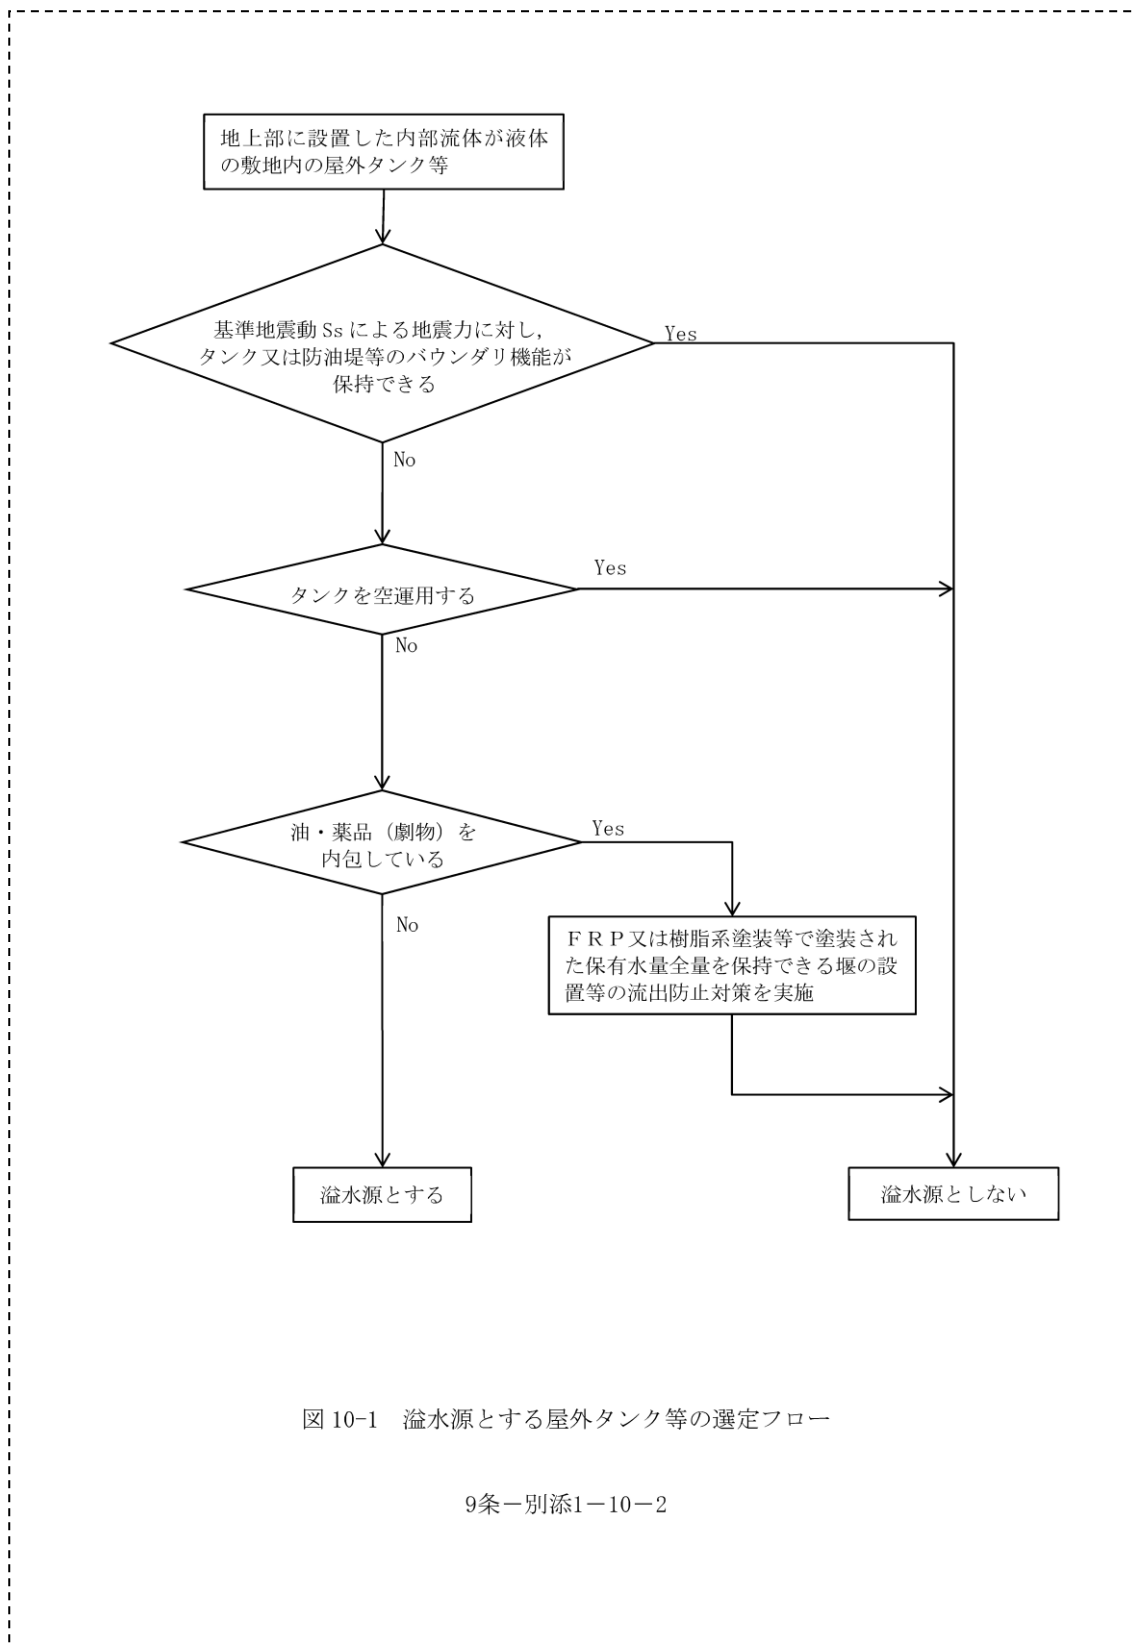 地上部に設置した内部流体が液体
の敷地内の屋外タンク等
基準地震動 Ss による地震力に対し，
タンク又は防油堤等のバウンダリ機能が
保持できる
Yes
No
タンクを空運用する
Yes
No
油・薬品（劇物）を
内包している
Yes
No
ＦＲＰ又は樹脂系塗装等で塗装され
た保有水量全量を保持できる堰の設
置等の流出防止対策を実施
溢水源とする
溢水源としない
図 10-1　溢水源とする屋外タンク等の選定フロー
9条－別添1－10－2